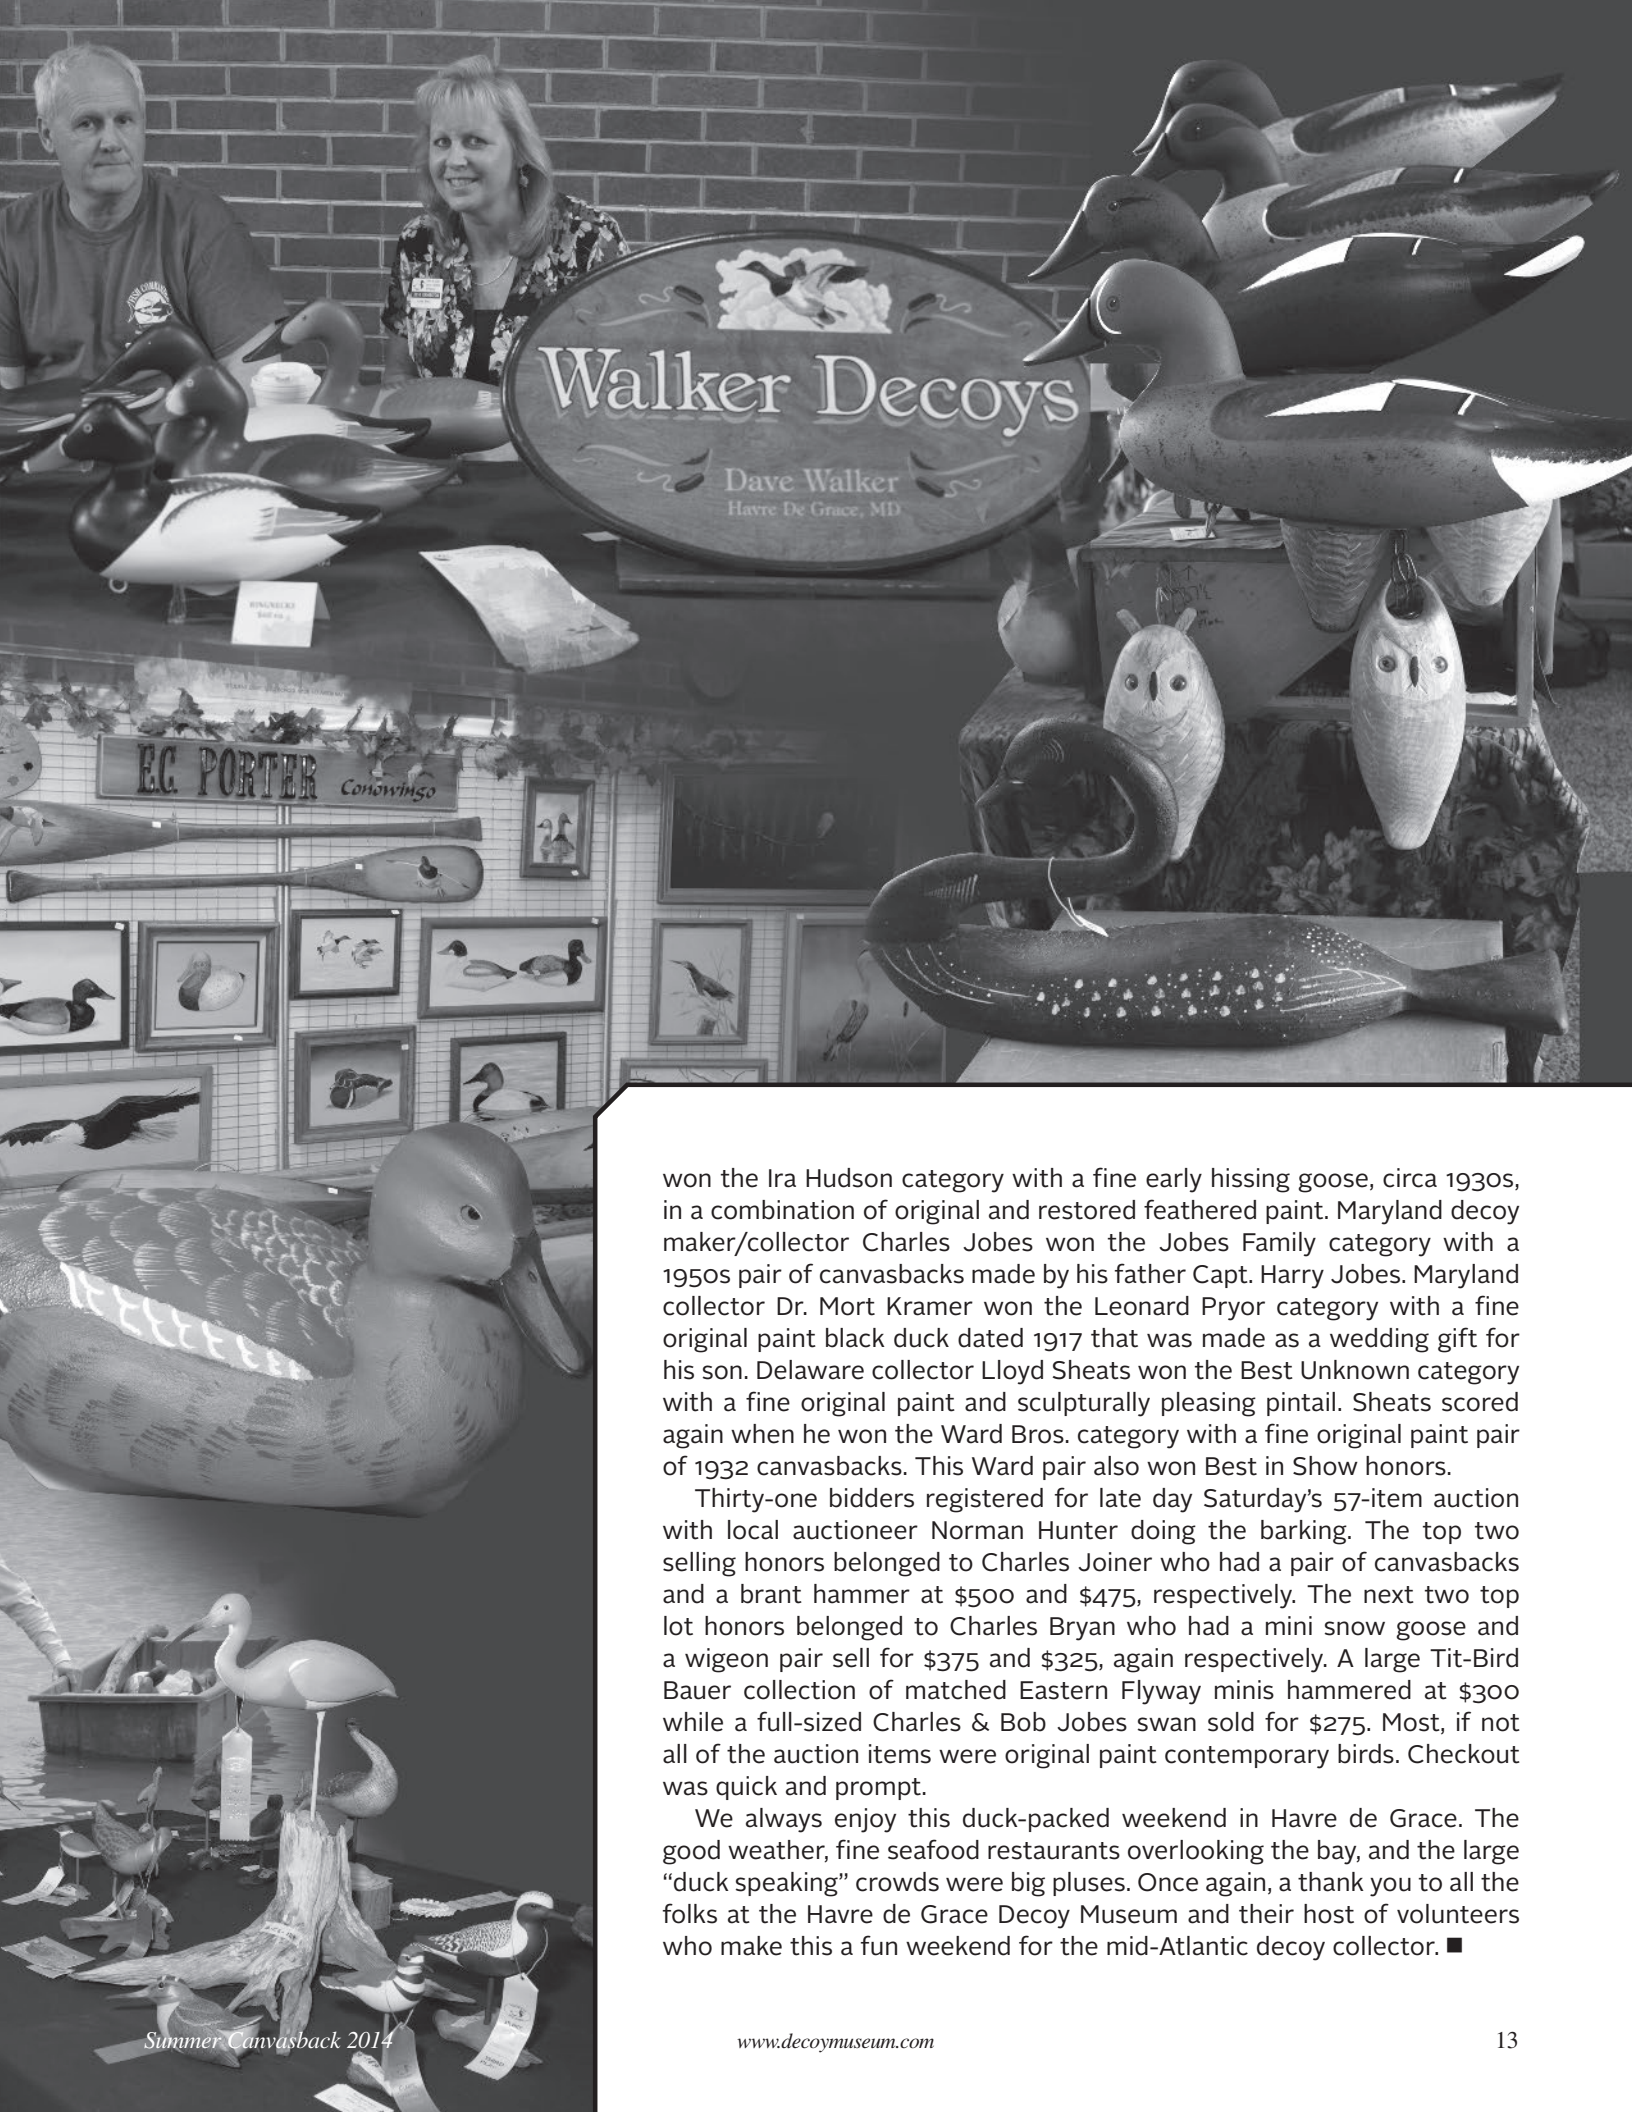 Walker Decoys
Dave Walker
Havre De Grace, MD
RINGNECKS
E.C. PORTER Conowingo
won the Ira Hudson category with a fine early hissing goose, circa 1930s,
in a combination of original and restored feathered paint. Maryland decoy
maker/collector Charles Jobes won the Jobes Family category with a
1950s pair of canvasbacks made by his father Capt. Harry Jobes. Maryland
collector Dr. Mort Kramer won the Leonard Pryor category with a fine
original paint black duck dated 1917 that was made as a wedding gift for
his son. Delaware collector Lloyd Sheats won the Best Unknown category
with a fine original paint and sculpturally pleasing pintail. Sheats scored
again when he won the Ward Bros. category with a fine original paint pair
of 1932 canvasbacks. This Ward pair also won Best in Show honors.
Thirty-one bidders registered for late day Saturday’s 57-item auction
with local auctioneer Norman Hunter doing the barking. The top two
selling honors belonged to Charles Joiner who had a pair of canvasbacks
and a brant hammer at $500 and $475, respectively. The next two top
lot honors belonged to Charles Bryan who had a mini snow goose and
a wigeon pair sell for $375 and $325, again respectively. A large Tit-Bird
Bauer collection of matched Eastern Flyway minis hammered at $300
while a full-sized Charles & Bob Jobes swan sold for $275. Most, if not
all of the auction items were original paint contemporary birds. Checkout
was quick and prompt.
We always enjoy this duck-packed weekend in Havre de Grace. The
good weather, fine seafood restaurants overlooking the bay, and the large
“duck speaking” crowds were big pluses. Once again, a thank you to all the
folks at the Havre de Grace Decoy Museum and their host of volunteers
who make this a fun weekend for the mid-Atlantic decoy collector. ■
Summer Canvasback 2014
www.decoymuseum.com
13